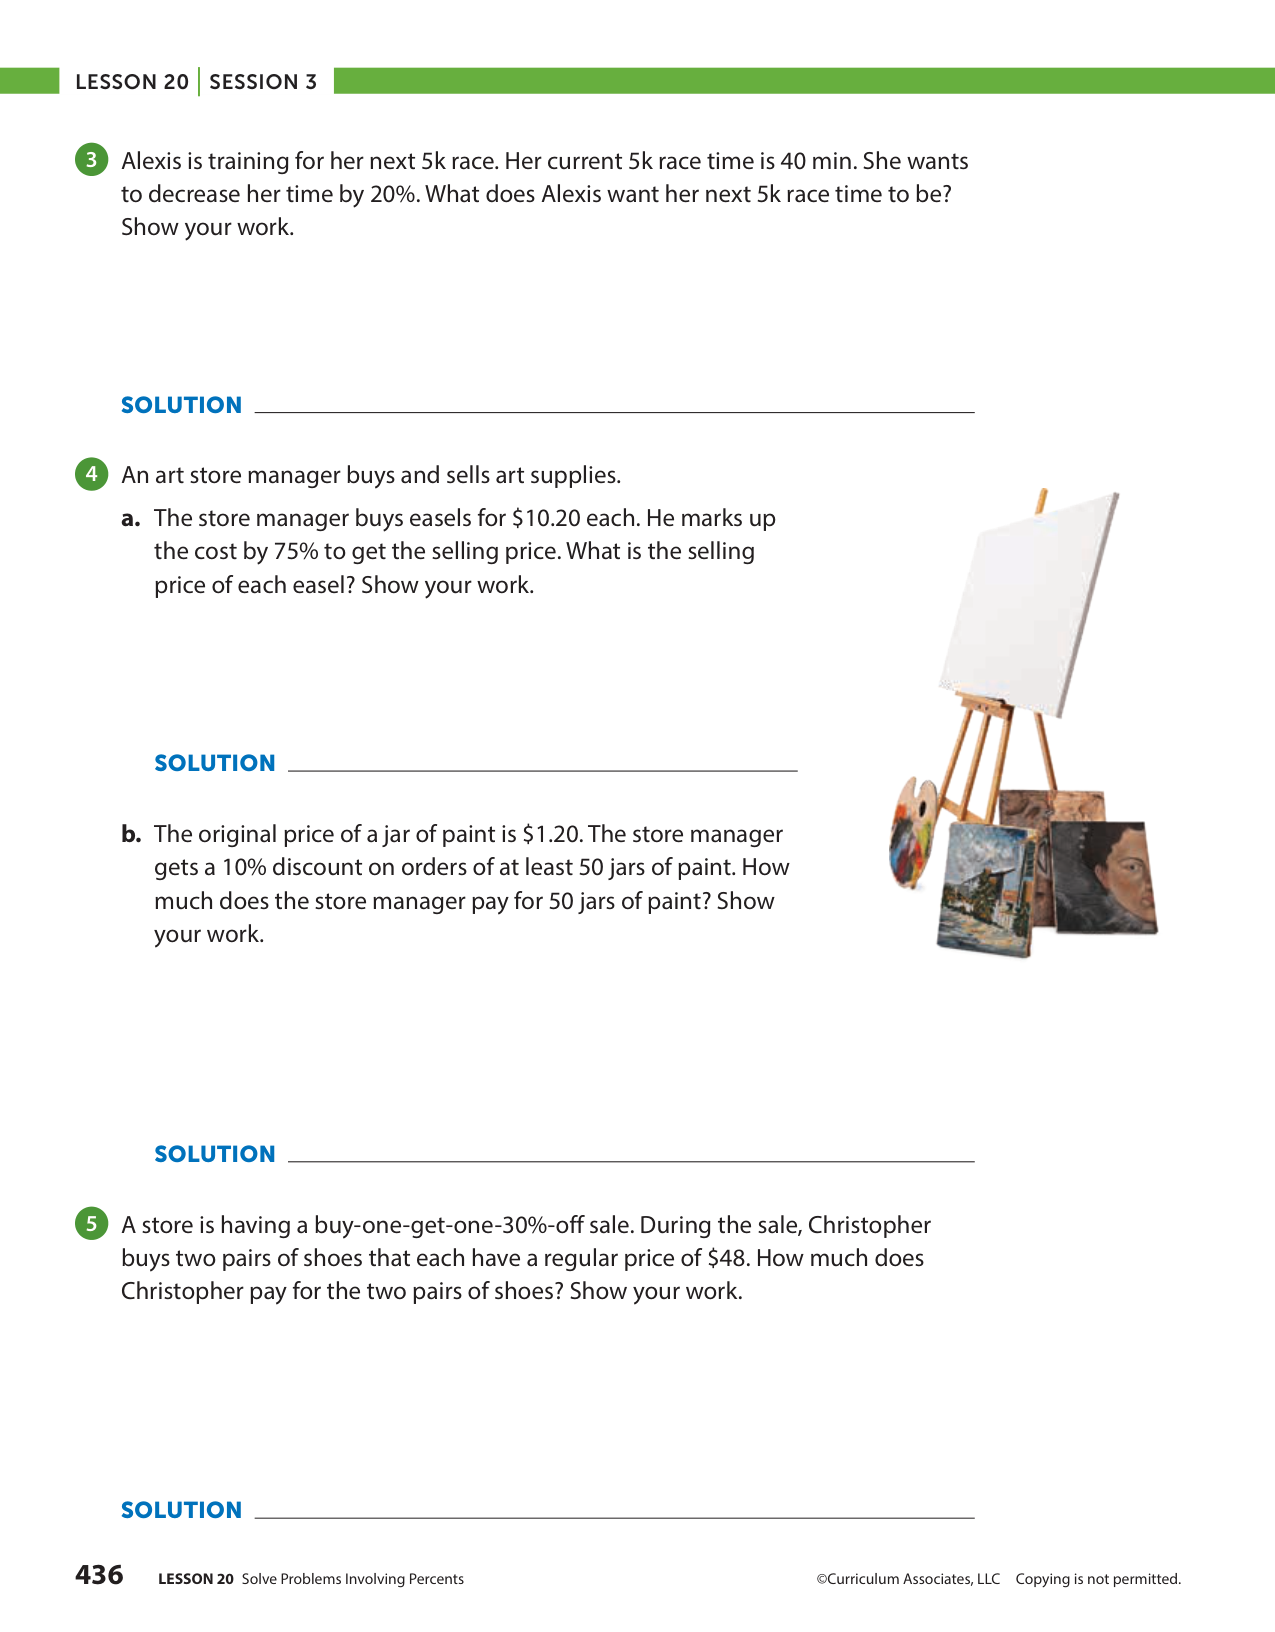 LESSON 20 | SESSION 3
3 Alexis is training for her next 5k race. Her current 5k race time is 40 min. She wants
to decrease her time by 20%. What does Alexis want her next 5k race time to be?
Show your work.
SOLUTION
4 An art store manager buys and sells art supplies.
a. The store manager buys easels for $10.20 each. He marks up
the cost by 75% to get the selling price. What is the selling
price of each easel? Show your work.
SOLUTION
b. The original price of a jar of paint is $1.20. The store manager
gets a 10% discount on orders of at least 50 jars of paint. How
much does the store manager pay for 50 jars of paint? Show
your work.
SOLUTION
5 A store is having a buy-one-get-one-30%-off sale. During the sale, Christopher
buys two pairs of shoes that each have a regular price of $48. How much does
Christopher pay for the two pairs of shoes? Show your work.
SOLUTION
436 LESSON 20 Solve Problems Involving Percents ©Curriculum Associates, LLC Copying is not permitted.